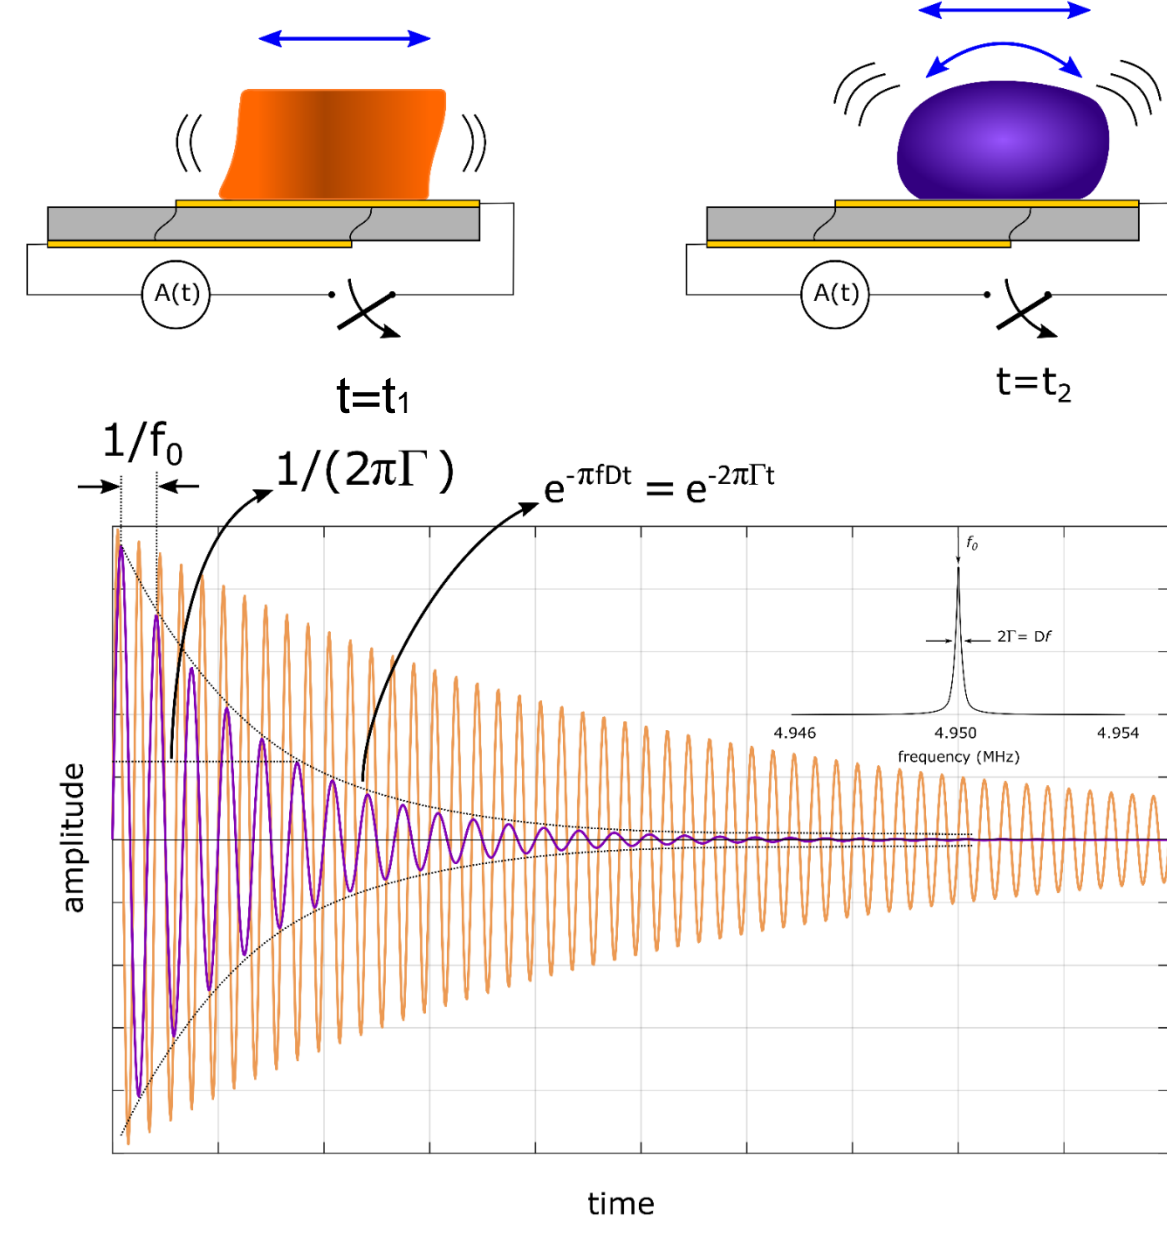 A(t)
A(t)
t=t₁
t=t₂
1/f₀
1/(2πΓ )
e⁻πfDt = e⁻2πΓt
f₀
2Γ= Df
4.946 4.950 4.954
frequency (MHz)
amplitude
time